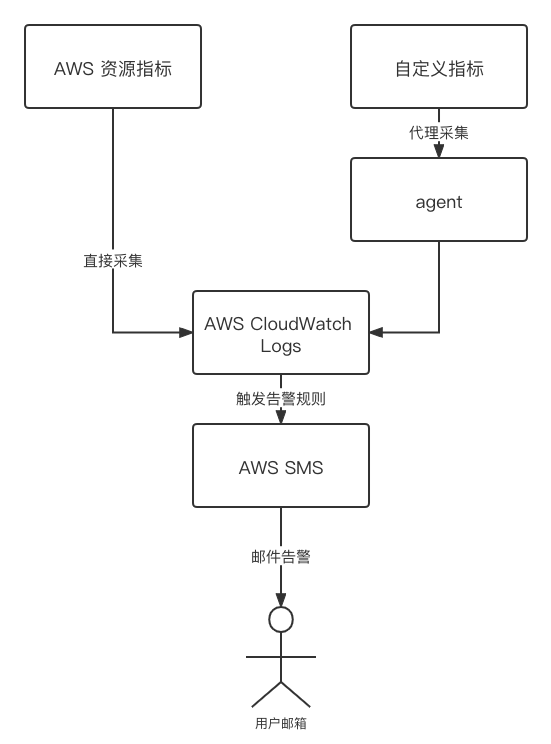 AWS 资源指标
自定义指标
代理采集
agent
直接采集
AWS CloudWatch
Logs
触发告警规则
AWS SMS
邮件告警
用户邮箱